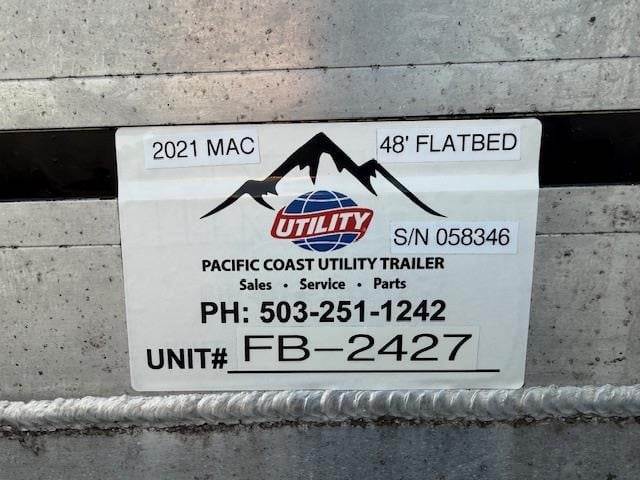 2021 MAC
48' FLATBED
UTILITY
S/N 058346
PACIFIC COAST UTILITY TRAILER
Sales · Service · Parts
PH: 503-251-1242
UNIT# FB-2427